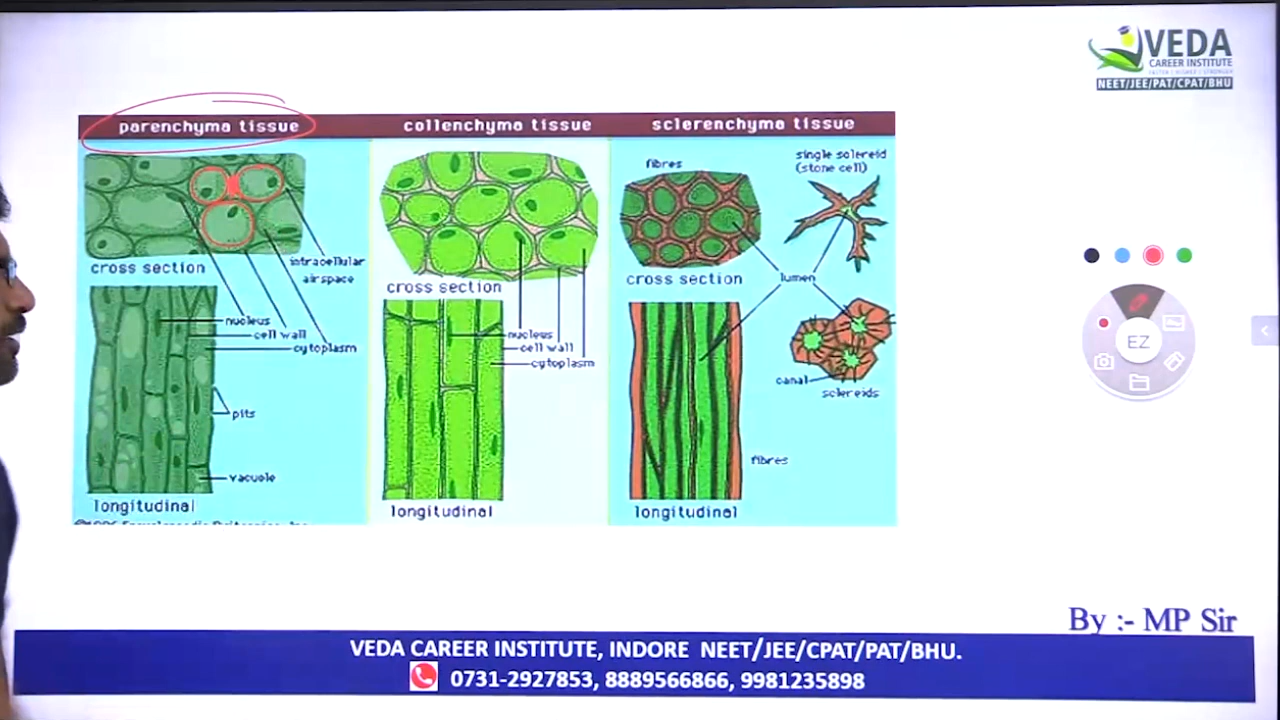 VEDA
CAREER INSTITUTE
FASTER | HIGHER | STRONGER
NEET/JEE/PAT/CPAT/BHU
parenchyma tissue
collenchyma tissue
sclerenchyma tissue
intracellular
airspace
cross section
nucleus
cell wall
cytoplasm
pits
vacuole
longitudinal
cross section
nucleus
cell wall
cytoplasm
longitudinal
fibres
single sclereid
(stone cell)
cross section
lumen
canal
sclereids
fibres
longitudinal
EZ
By :- MP Sir
VEDA CAREER INSTITUTE, INDORE NEET/JEE/CPAT/PAT/BHU.
0731-2927853, 8889566866, 9981235898